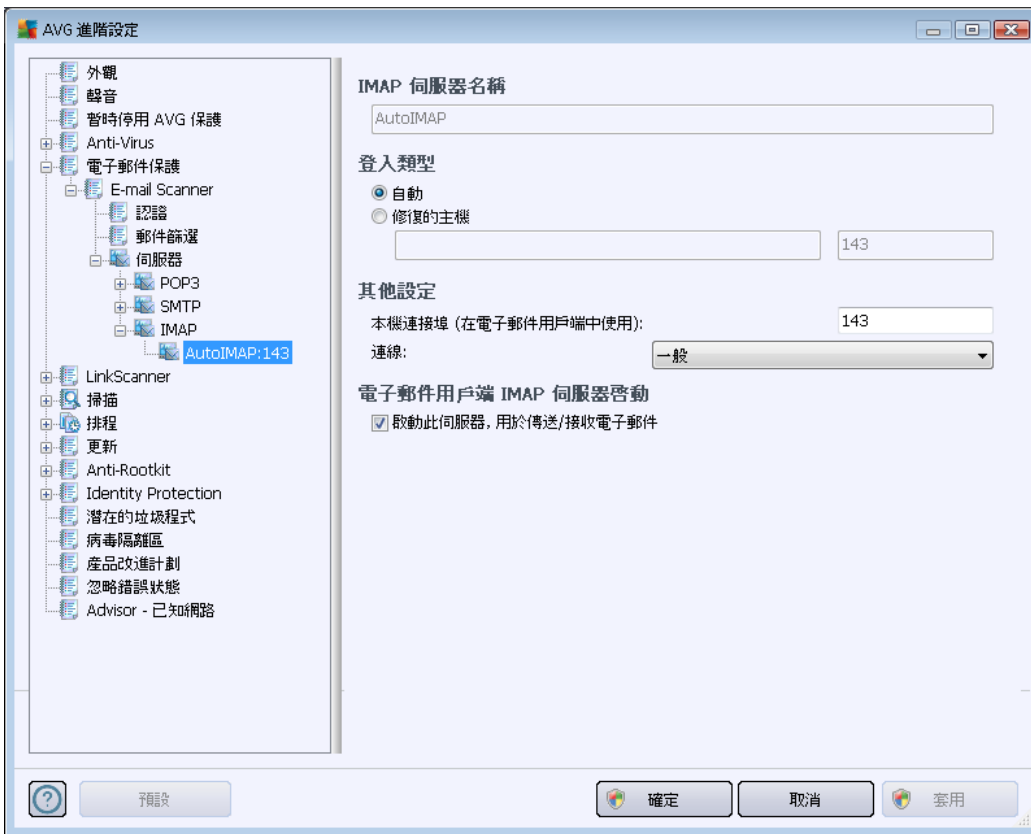 AVG 進階設定
外觀
聲音
暫時停用 AVG 保護
Anti-Virus
電子郵件保護
E-mail Scanner
認證
郵件篩選
伺服器
POP3
SMTP
IMAP
AutoIMAP:143
LinkScanner
掃描
排程
更新
Anti-Rootkit
Identity Protection
潛在的垃圾程式
病毒隔離區
產品改進計劃
忽略錯誤狀態
Advisor - 已知網路
IMAP 伺服器名稱
AutoIMAP
登入類型
自動
修復的主機
143
其他設定
本機連接埠 (在電子郵件用戶端中使用): 143
連線: 一般
電子郵件用戶端 IMAP 伺服器啓動
啟動此伺服器, 用於傳送/接收電子郵件
預設
確定
取消
套用